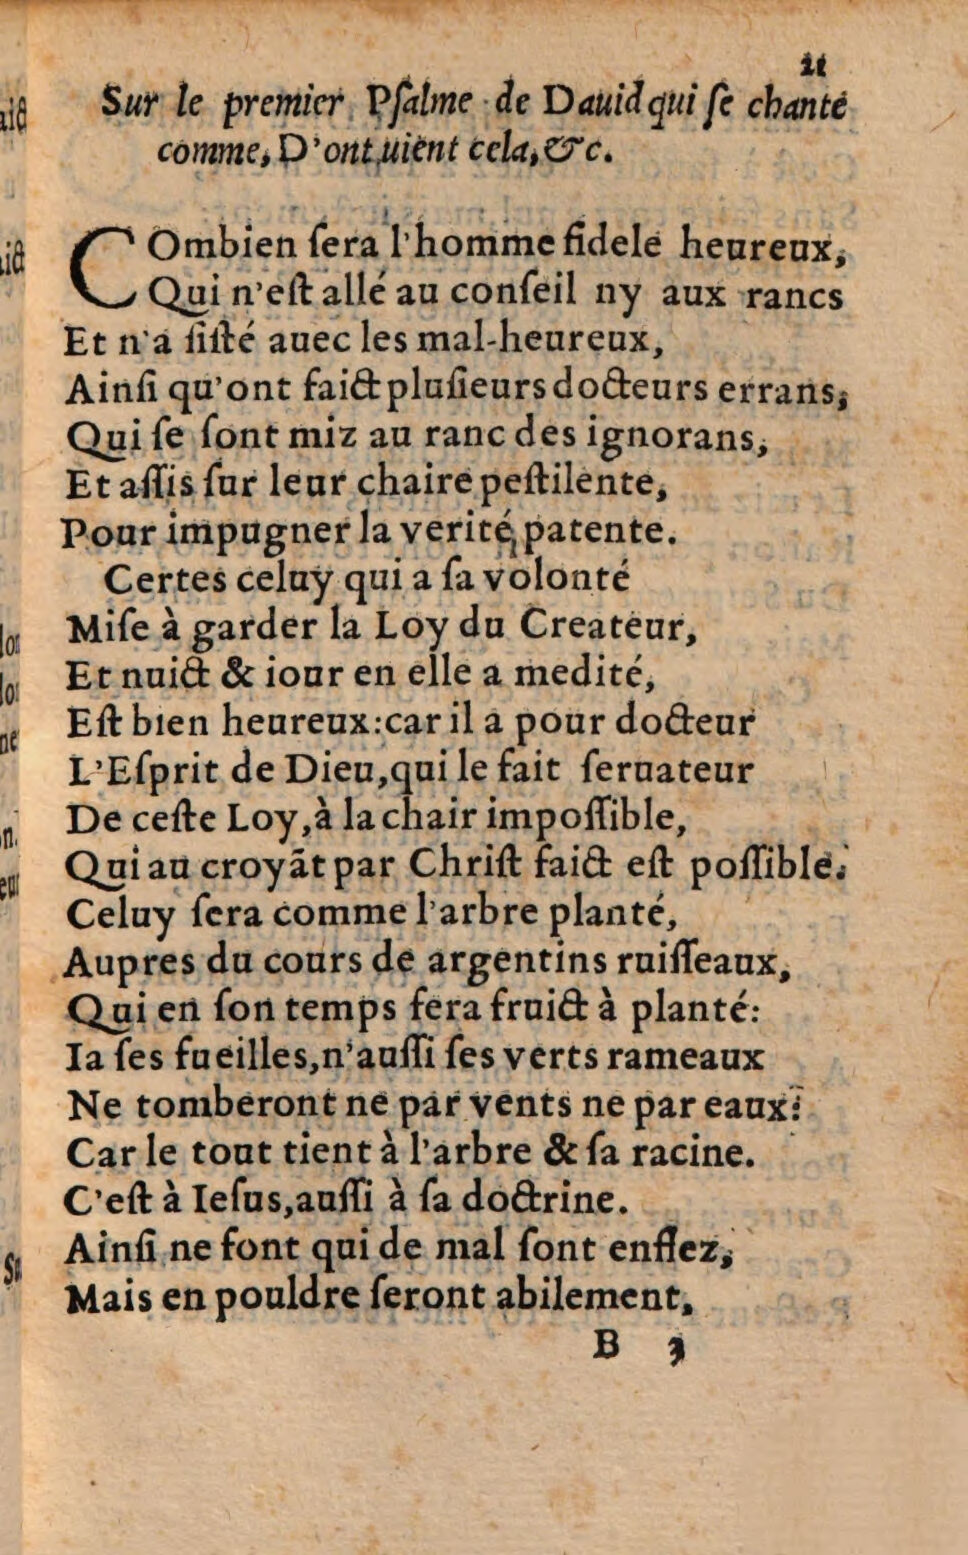 21
Sur le premier Pſalme de Dauid qui ſe chante
comme, D'ont uient cela, &c.
COmbien ſera l'homme fidele heureux,
Qui n'eſt allé au conſeil ny aux rancs
Et n'a ſiſté auec les mal-heureux,
Ainſi qu'ont faict pluſieurs docteurs errans,
Qui ſe ſont miz au ranc des ignorans,
Et aſſis ſur leur chaire peſtilente,
Pour impugner la verité patente.
Certes celuy qui a ſa volonté
Miſe à garder la Loy du Createur,
Et nuict & iour en elle a medité,
Eſt bien heureux:car il a pour docteur
L'Eſprit de Dieu,qui le fait ſeruateur
De ceſte Loy,à la chair impoſſible,
Qui au croyāt par Chriſt faict eſt poſſible.
Celuy ſera comme l'arbre planté,
Aupres du cours de argentins ruiſſeaux,
Qui en ſon temps fera fruict à planté:
Ia ſes fueilles,n'auſſi ſes verts rameaux
Ne tomberont ne par vents ne par eaux:
Car le tout tient à l'arbre & ſa racine.
C'eſt à Ieſus,auſſi à ſa doctrine.
Ainſi ne font qui de mal ſont enflez,
Mais en pouldre ſeront abilement,
B 3